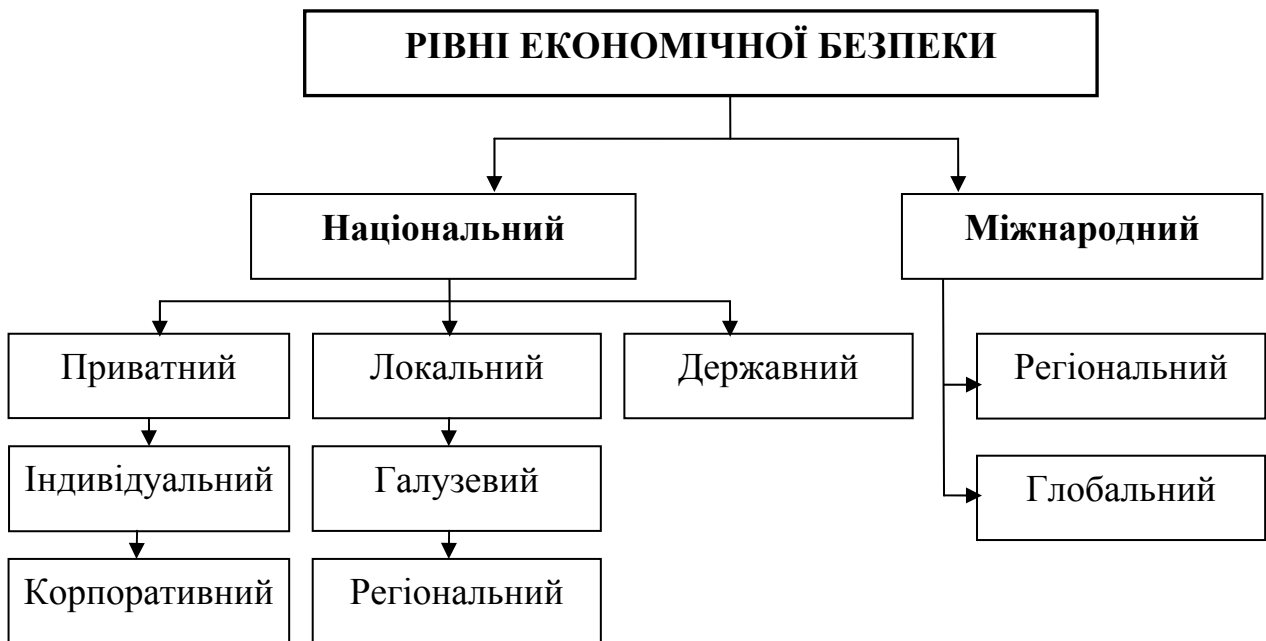 РІВНІ ЕКОНОМІЧНОЇ БЕЗПЕКИ
Національний
Міжнародний
Приватний
Локальний
Державний
Регіональний
Індивідуальний
Галузевий
Глобальний
Корпоративний
Регіональний